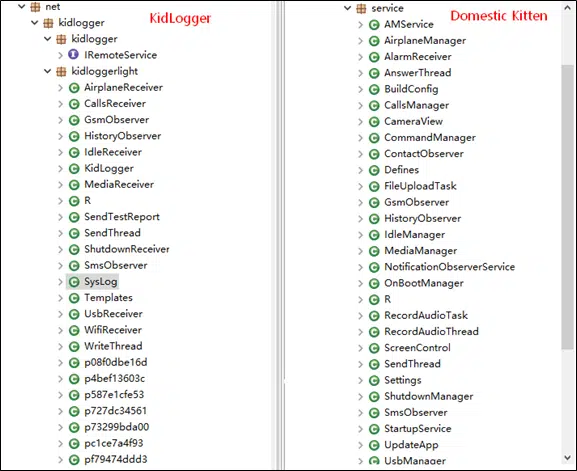 net
KidLogger
kidlogger
kidlogger
IRemoteService
kidloggerlight
AirplaneReceiver
CallsReceiver
GsmObserver
HistoryObserver
IdleReceiver
KidLogger
MediaReceiver
R
SendTestReport
SendThread
ShutdownReceiver
SmsObserver
SysLog
Templates
UsbReceiver
WifiReceiver
WriteThread
p08f0dbe16d
p4bef13603c
p587e1cfe53
p727dc34561
p73299bda00
pc1ce7a4f93
pf79474ddd3
service
Domestic Kitten
AMService
AirplaneManager
AlarmReceiver
AnswerThread
BuildConfig
CallsManager
CameraView
CommandManager
ContactObserver
Defines
FileUploadTask
GsmObserver
HistoryObserver
IdleManager
MediaManager
NotificationObserverService
OnBootManager
R
RecordAudioTask
RecordAudioThread
ScreenControl
SendThread
Settings
ShutdownManager
SmsObserver
StartupService
UpdateApp
UsbManager